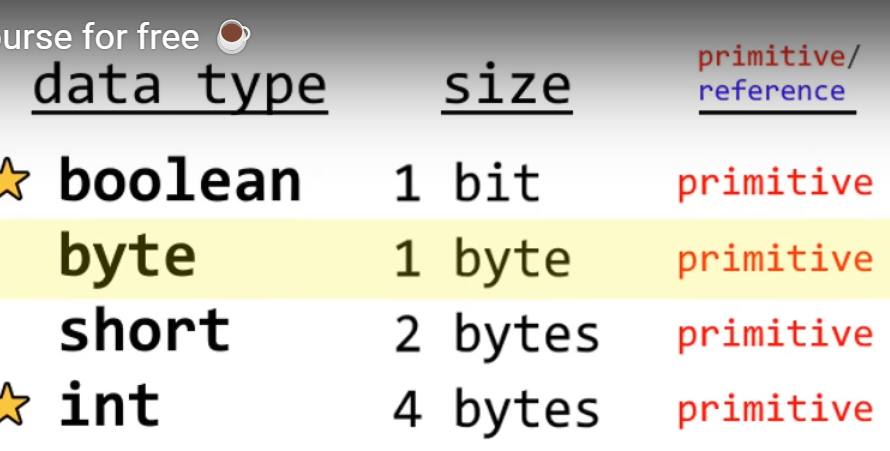 urse for free
data type size primitive/
reference
boolean 1 bit primitive
byte 1 byte primitive
short 2 bytes primitive
int 4 bytes primitive